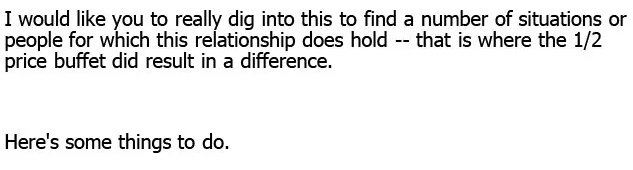 I would like you to really dig into this to find a number of situations or
people for which this relationship does hold -- that is where the 1/2
price buffet did result in a difference.
Here's some things to do.